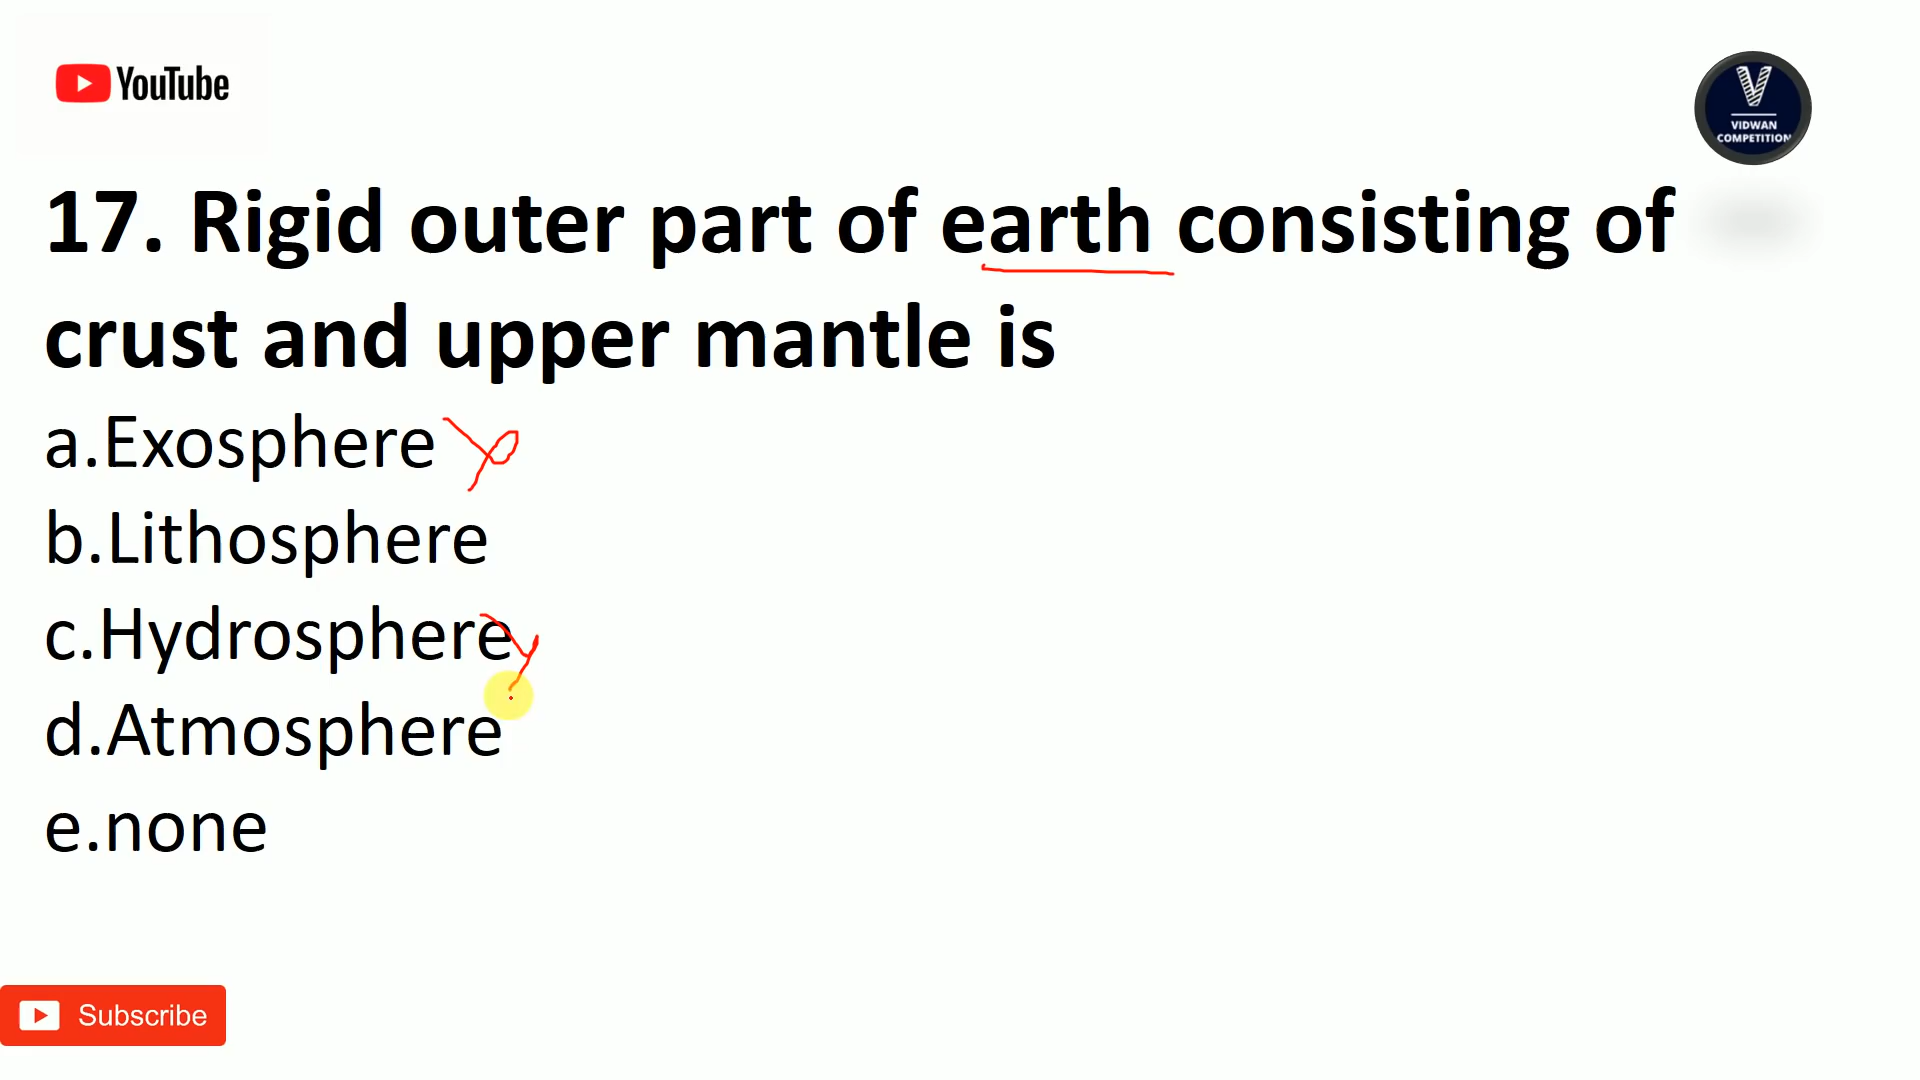 YouTube
V
VIDWAN
COMPETITION
17. Rigid outer part of earth consisting of
crust and upper mantle is
a.Exosphere
b.Lithosphere
c.Hydrosphere
d.Atmosphere
e.none
Subscribe